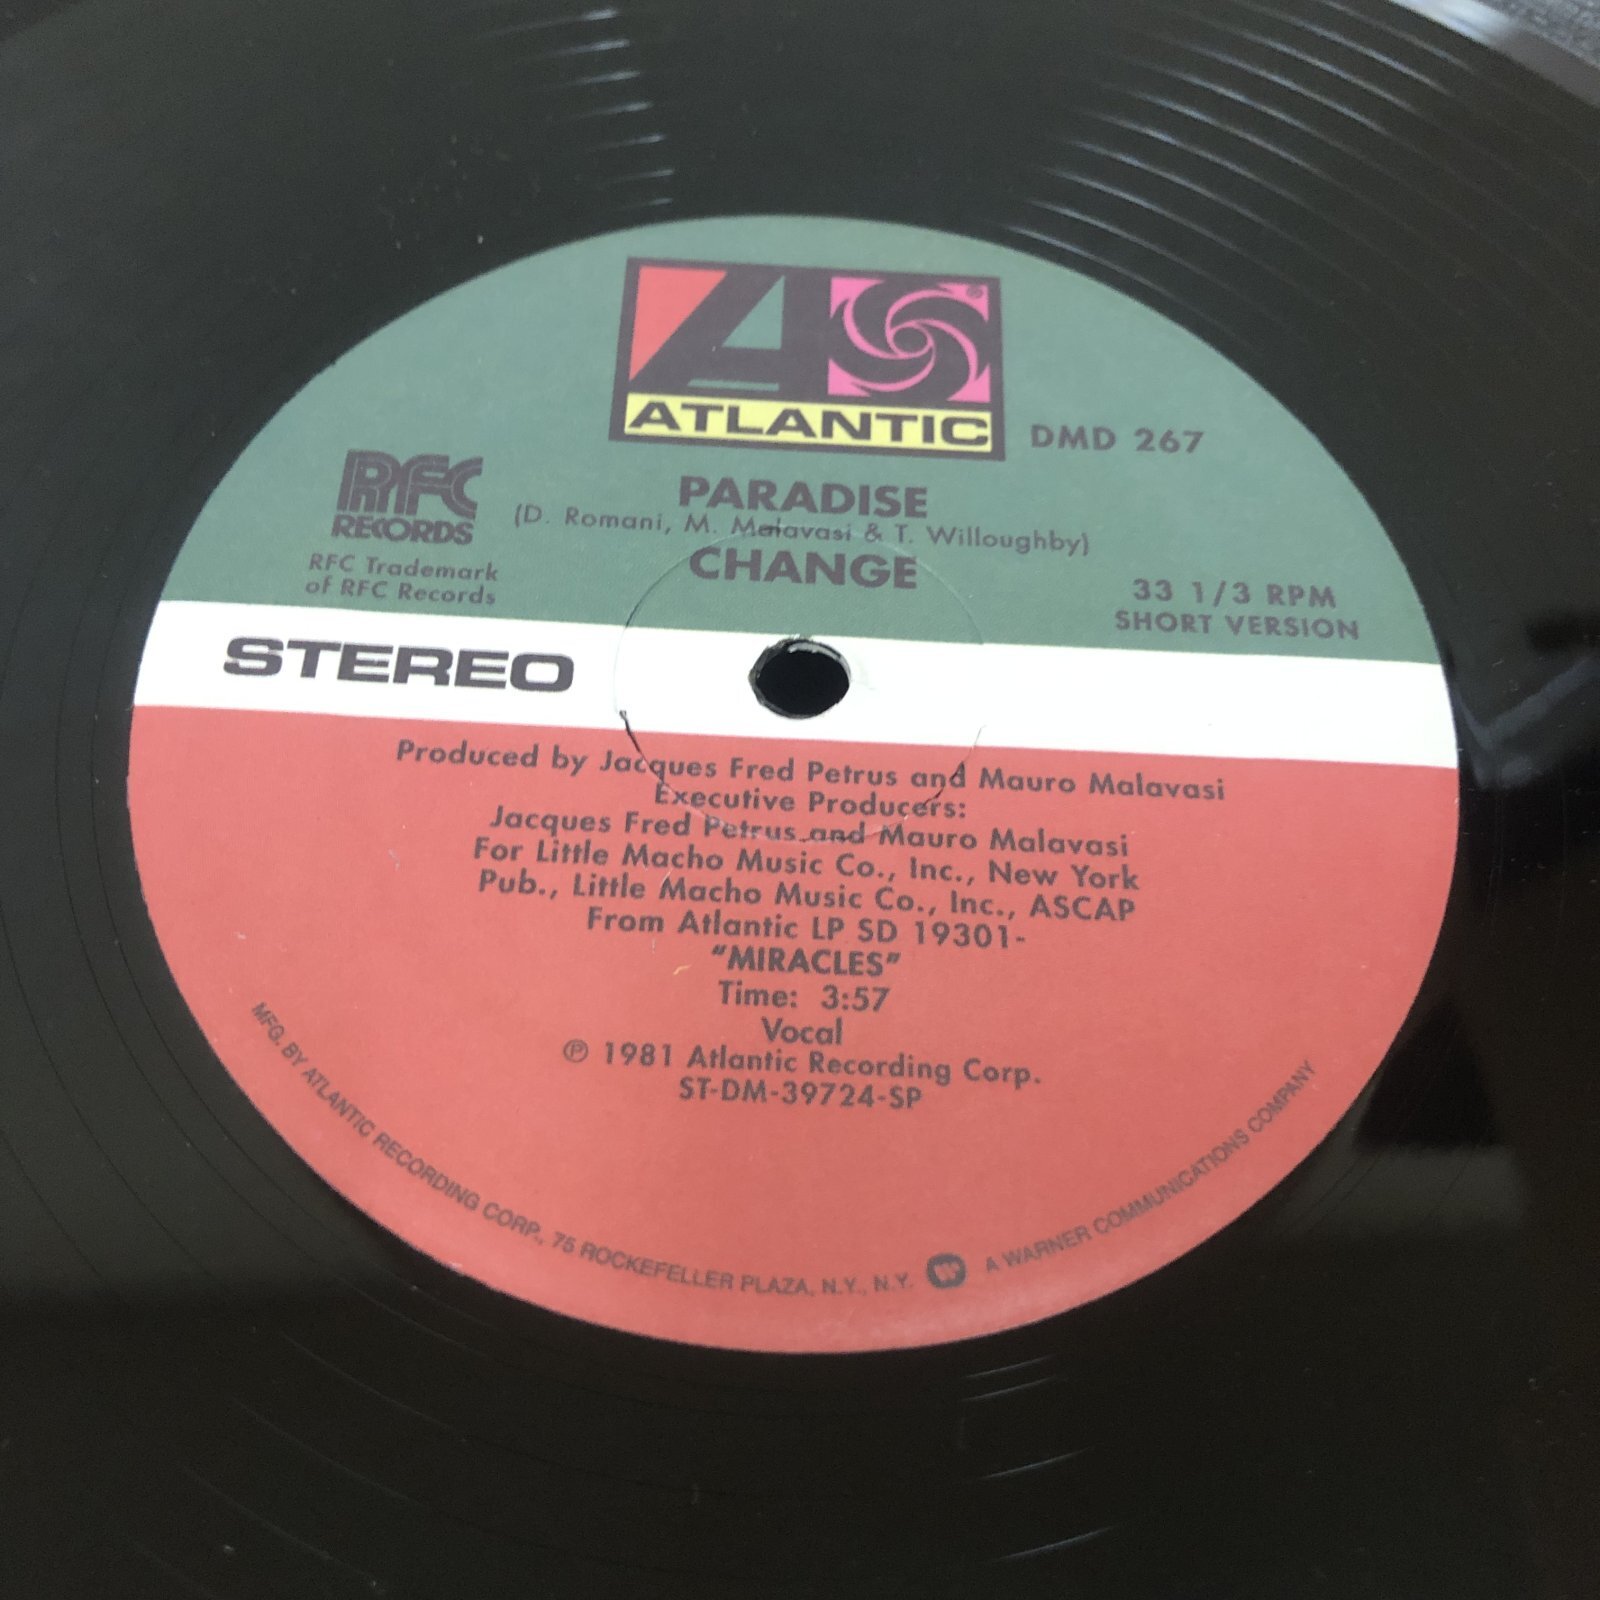 ATLANTIC
DMD 267
RFC
RECORDS
RFC Trademark
of RFC Records
PARADISE
(D. Romani, M. Malavasi & T. Willoughby)
CHANGE
33 1/3 RPM
SHORT VERSION
STEREO
Produced by Jacques Fred Petrus and Mauro Malavasi
Executive Producers:
Jacques Fred Petrus and Mauro Malavasi
For Little Macho Music Co., Inc., New York
Pub., Little Macho Music Co., Inc., ASCAP
From Atlantic LP SD 19301-
"MIRACLES"
Time: 3:57
Vocal
℗ 1981 Atlantic Recording Corp.
ST-DM-39724-SP
MFG. BY ATLANTIC RECORDING CORP., 75 ROCKEFELLER PLAZA, N.Y., N.Y. A WARNER COMMUNICATIONS COMPANY